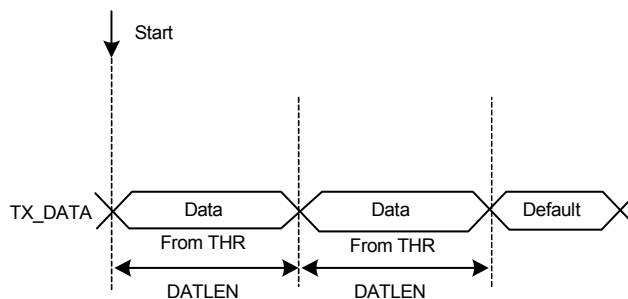 Start
TX_DATA Data Data Default
From THR From THR
DATLEN DATLEN